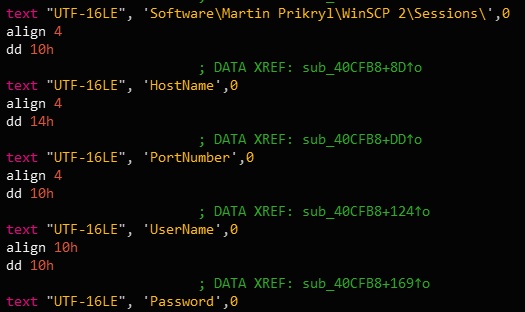 text "UTF-16LE", 'Software\Martin Prikryl\WinSCP 2\Sessions\',0
align 4
dd 10h
; DATA XREF: sub_40CFB8+8D↑o
text "UTF-16LE", 'HostName',0
align 4
dd 14h
; DATA XREF: sub_40CFB8+DD↑o
text "UTF-16LE", 'PortNumber',0
align 4
dd 10h
; DATA XREF: sub_40CFB8+124↑o
text "UTF-16LE", 'UserName',0
align 10h
dd 10h
; DATA XREF: sub_40CFB8+169↑o
text "UTF-16LE", 'Password',0